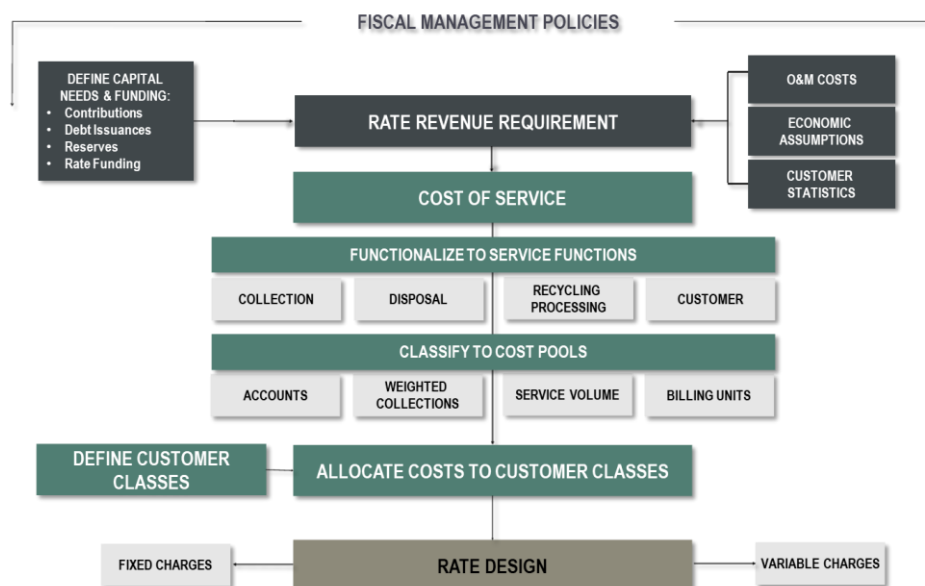 FISCAL MANAGEMENT POLICIES
DEFINE CAPITAL
NEEDS & FUNDING:
• Contributions
• Debt Issuances
• Reserves
• Rate Funding
RATE REVENUE REQUIREMENT
O&M COSTS
ECONOMIC
ASSUMPTIONS
CUSTOMER
STATISTICS
COST OF SERVICE
FUNCTIONALIZE TO SERVICE FUNCTIONS
COLLECTION
DISPOSAL
RECYCLING
PROCESSING
CUSTOMER
CLASSIFY TO COST POOLS
ACCOUNTS
WEIGHTED
COLLECTIONS
SERVICE VOLUME
BILLING UNITS
DEFINE CUSTOMER
CLASSES
ALLOCATE COSTS TO CUSTOMER CLASSES
FIXED CHARGES
RATE DESIGN
VARIABLE CHARGES